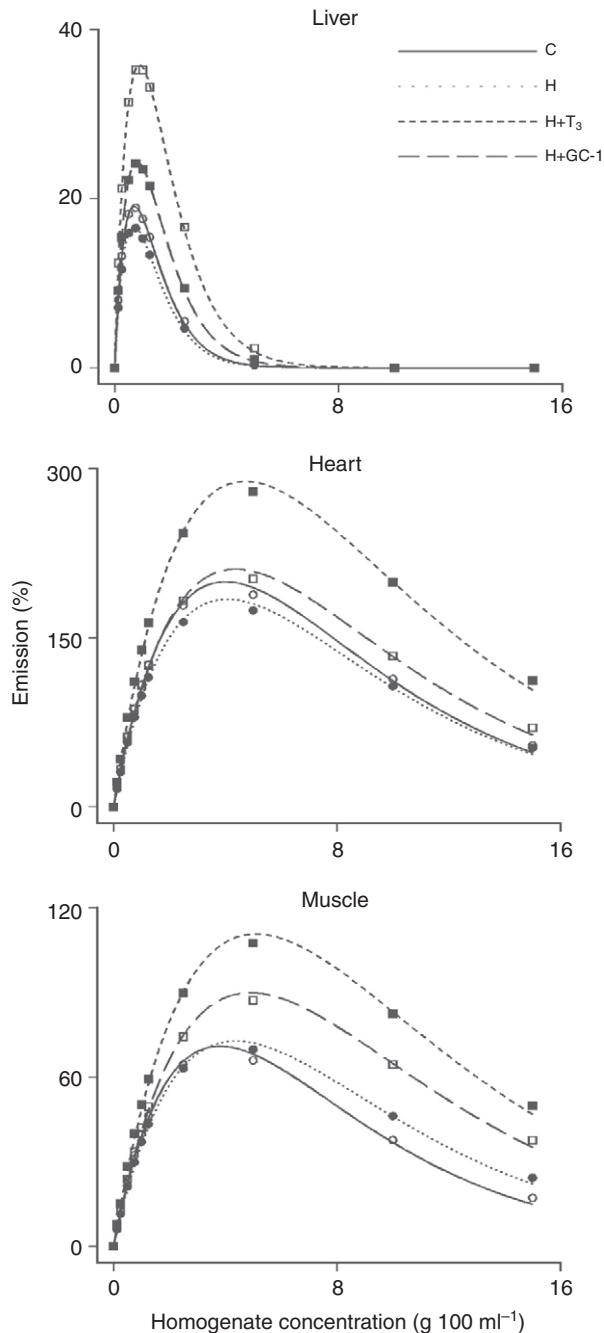 Liver
C
H
H+T₃
H+GC-1
40
20
0
0 8 16
Heart
300
150
0
0 8 16
Emission (%)
Muscle
120
60
0
0 8 16
Homogenate concentration (g 100 ml⁻¹)